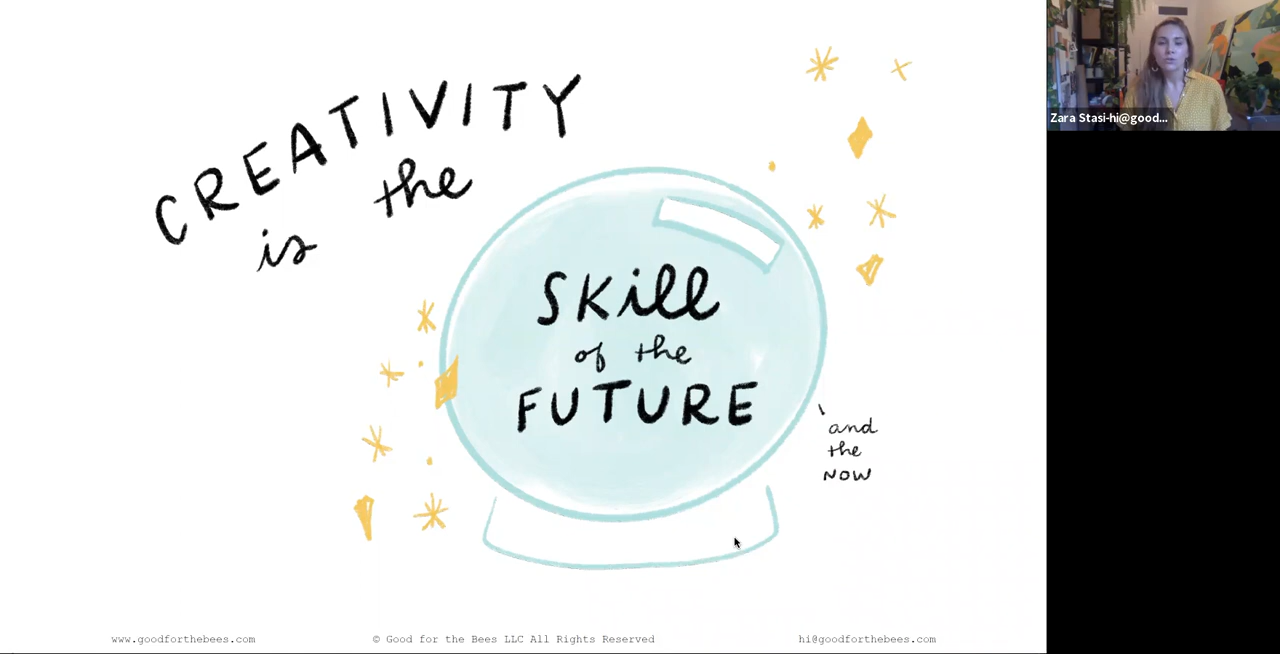 CREATIVITY
is the
Skill
of the
FUTURE
and
the
NOW
www.goodforthebees.com
© Good for the Bees LLC All Rights Reserved
hi@goodforthebees.com
Zara Stasi-hi@good...